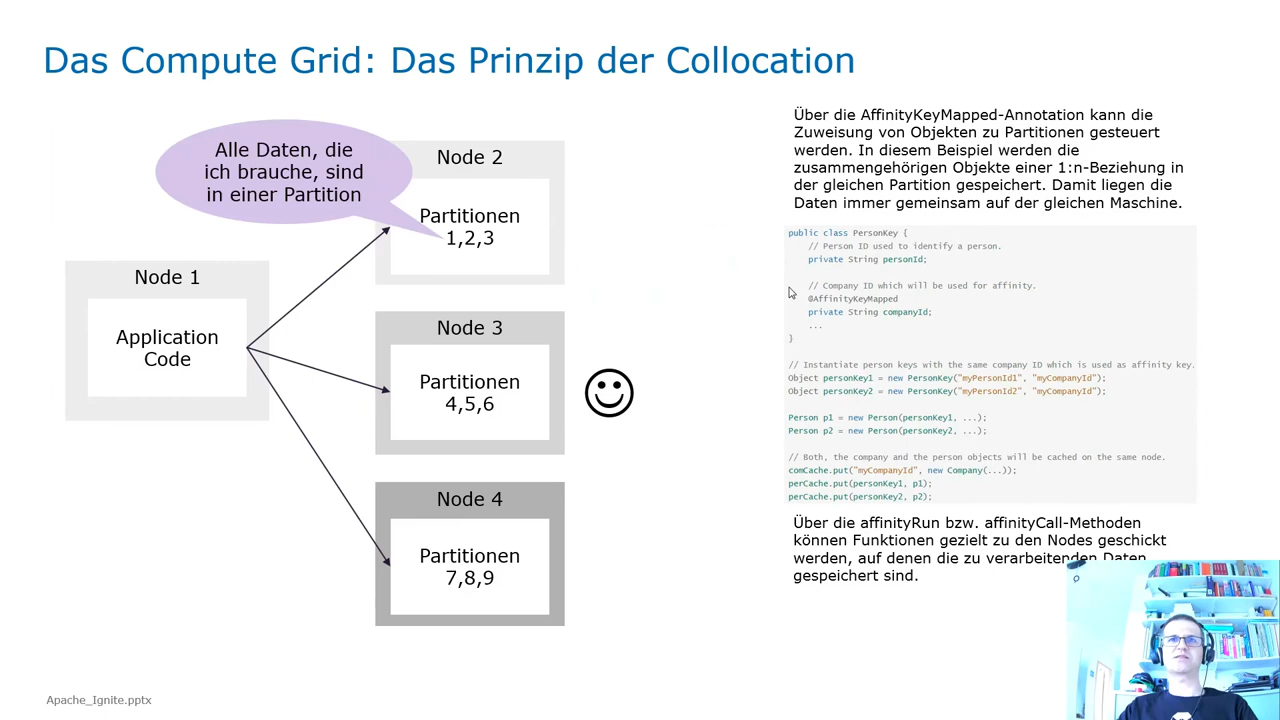 Das Compute Grid: Das Prinzip der Collocation
Alle Daten, die
ich brauche, sind
in einer Partition
Node 1
Application
Code
Node 2
Partitionen
1,2,3
Node 3
Partitionen
4,5,6
Node 4
Partitionen
7,8,9
Über die AffinityKeyMapped-Annotation kann die
Zuweisung von Objekten zu Partitionen gesteuert
werden. In diesem Beispiel werden die
zusammengehörigen Objekte einer 1:n-Beziehung in
der gleichen Partition gespeichert. Damit liegen die
Daten immer gemeinsam auf der gleichen Maschine.
public class PersonKey {
// Person ID used to identify a person.
private String personId;
// Company ID which will be used for affinity.
@AffinityKeyMapped
private String companyId;
...
}
// Instantiate person keys with the same company ID which is used as affinity key.
Object personKey1 = new PersonKey("myPersonId1", "myCompanyId");
Object personKey2 = new PersonKey("myPersonId2", "myCompanyId");
Person p1 = new Person(personKey1, ...);
Person p2 = new Person(personKey2, ...);
// Both, the company and the person objects will be cached on the same node.
comCache.put("myCompanyId", new Company(...));
perCache.put(personKey1, p1);
perCache.put(personKey2, p2);
Über die affinityRun bzw. affinityCall-Methoden
können Funktionen gezielt zu den Nodes geschickt
werden, auf denen die zu verarbeitenden Daten
gespeichert sind.
Apache_Ignite.pptx